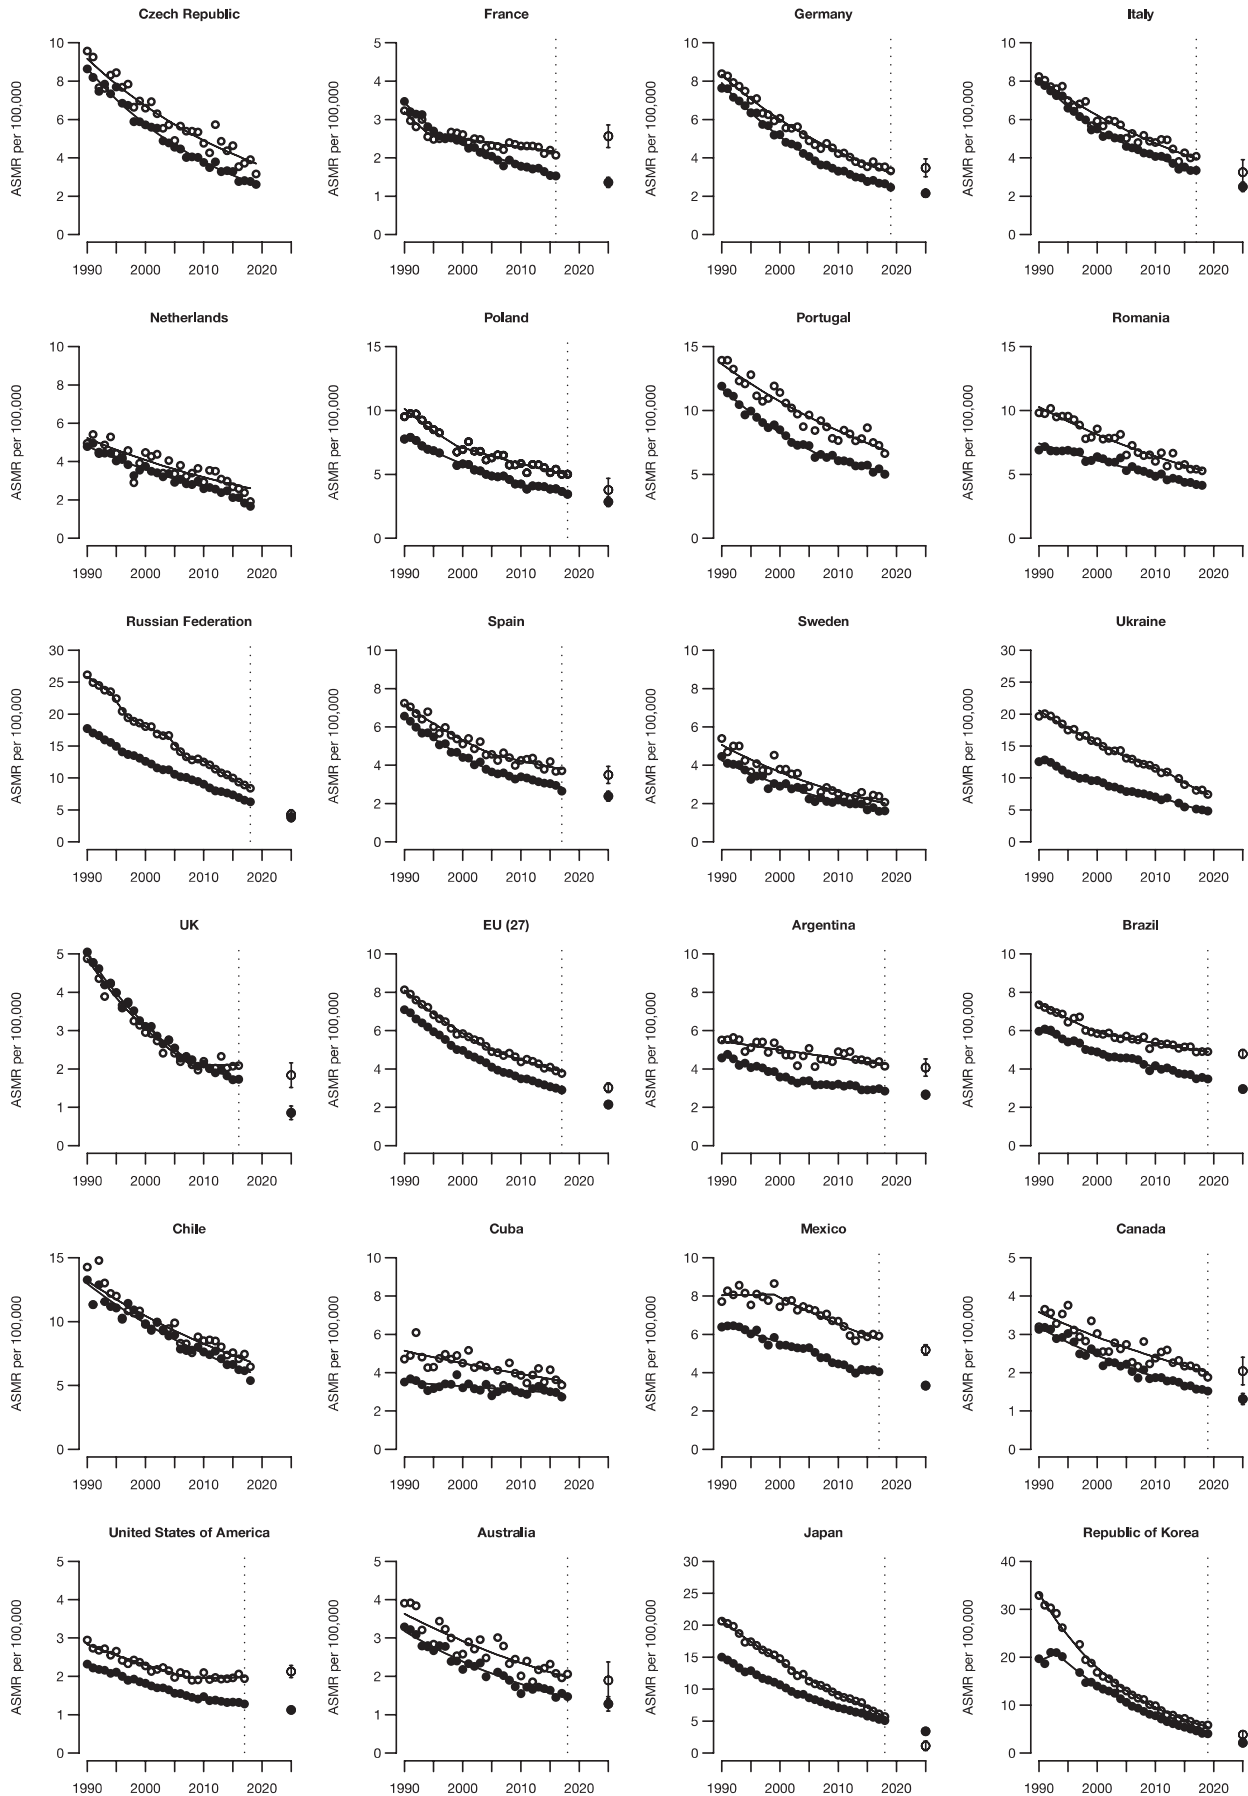 Czech Republic France Germany Italy
ASMR per 100,000 ASMR per 100,000 ASMR per 100,000 ASMR per 100,000
10 5 10 10
8 4 8 8
6 3 6 6
4 2 4 4
2 1 2 2
0 0 0 0
1990 2000 2010 2020 1990 2000 2010 2020 1990 2000 2010 2020 1990 2000 2010 2020
Netherlands Poland Portugal Romania
ASMR per 100,000 ASMR per 100,000 ASMR per 100,000 ASMR per 100,000
10 15 15 15
8
6 10 10 10
4
2 5 5 5
0 0 0 0
1990 2000 2010 2020 1990 2000 2010 2020 1990 2000 2010 2020 1990 2000 2010 2020
Russian Federation Spain Sweden Ukraine
ASMR per 100,000 ASMR per 100,000 ASMR per 100,000 ASMR per 100,000
30 10 10 30
25 25
8 8
20 20
6 6
15 15
4 4
10 10
2 2
5 5
0 0 0 0
1990 2000 2010 2020 1990 2000 2010 2020 1990 2000 2010 2020 1990 2000 2010 2020
UK EU (27) Argentina Brazil
ASMR per 100,000 ASMR per 100,000 ASMR per 100,000 ASMR per 100,000
5 10 10 10
4 8 8 8
3 6 6 6
2 4 4 4
1 2 2 2
0 0 0 0
1990 2000 2010 2020 1990 2000 2010 2020 1990 2000 2010 2020 1990 2000 2010 2020
Chile Cuba Mexico Canada
ASMR per 100,000 ASMR per 100,000 ASMR per 100,000 ASMR per 100,000
15 10 10 5
8 8 4
10 6 6 3
4 4 2
5 2 2 1
0 0 0 0
1990 2000 2010 2020 1990 2000 2010 2020 1990 2000 2010 2020 1990 2000 2010 2020
United States of America Australia Japan Republic of Korea
ASMR per 100,000 ASMR per 100,000 ASMR per 100,000 ASMR per 100,000
5 5 30 40
25
4 4
20 30
3 3
15 20
2 2
10
1 1 10
5
0 0 0 0
1990 2000 2010 2020 1990 2000 2010 2020 1990 2000 2010 2020 1990 2000 2010 2020